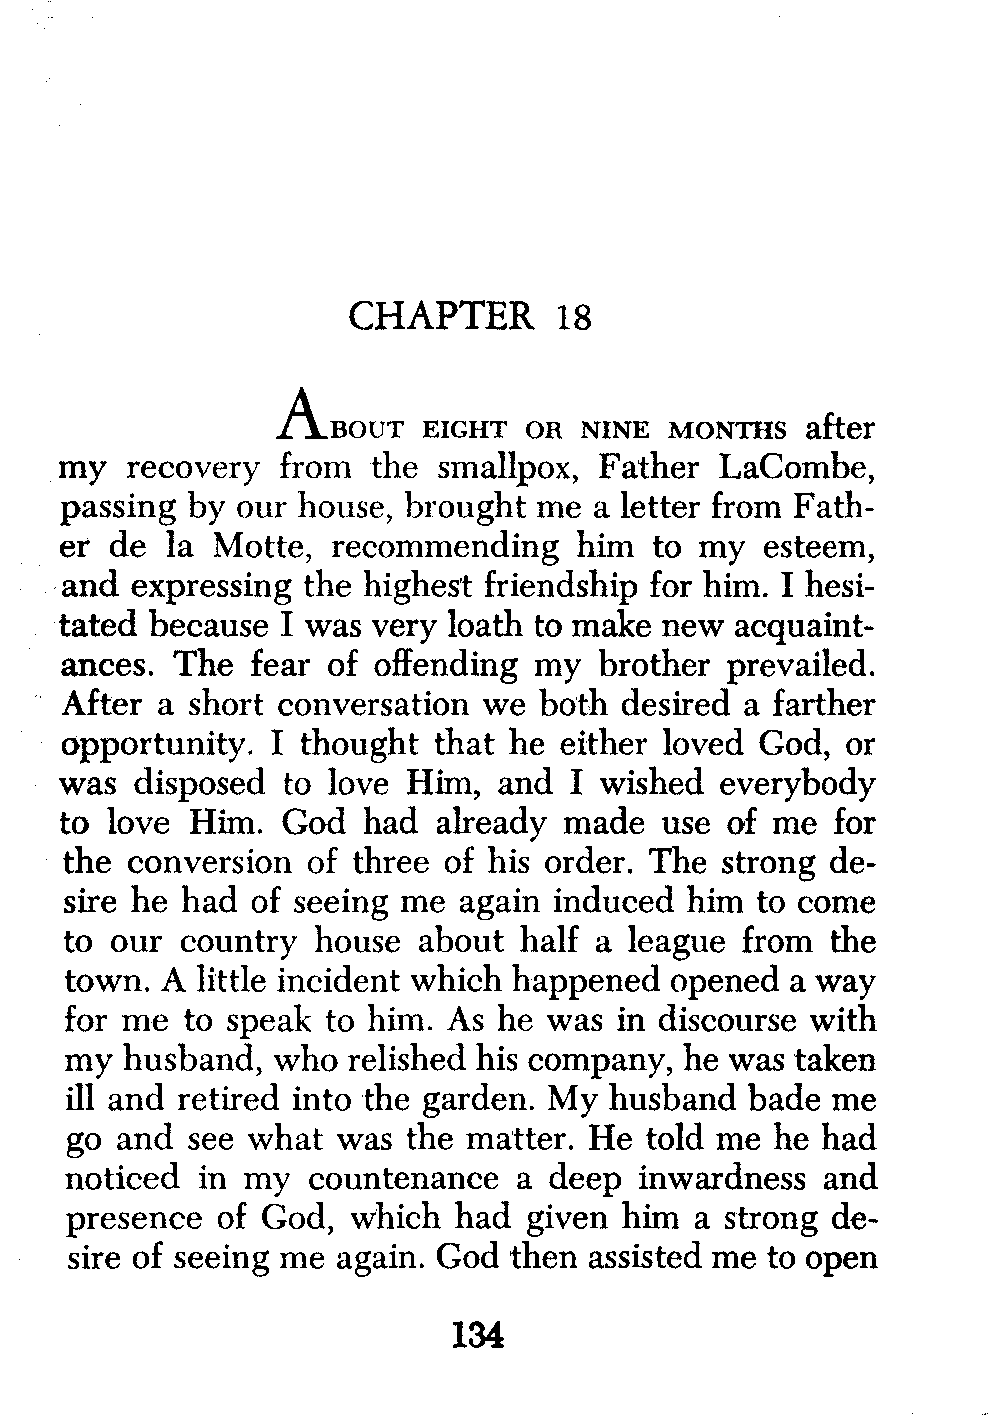 CHAPTER 18
ABOUT EIGHT OR NINE MONTHS after
my recovery from the smallpox, Father LaCombe,
passing by our house, brought me a letter from Fath-
er de la Motte, recommending him to my esteem,
and expressing the highest friendship for him. I hesi-
tated because I was very loath to make new acquaint-
ances. The fear of offending my brother prevailed.
After a short conversation we both desired a farther
opportunity. I thought that he either loved God, or
was disposed to love Him, and I wished everybody
to love Him. God had already made use of me for
the conversion of three of his order. The strong de-
sire he had of seeing me again induced him to come
to our country house about half a league from the
town. A little incident which happened opened a way
for me to speak to him. As he was in discourse with
my husband, who relished his company, he was taken
ill and retired into the garden. My husband bade me
go and see what was the matter. He told me he had
noticed in my countenance a deep inwardness and
presence of God, which had given him a strong de-
sire of seeing me again. God then assisted me to open
134